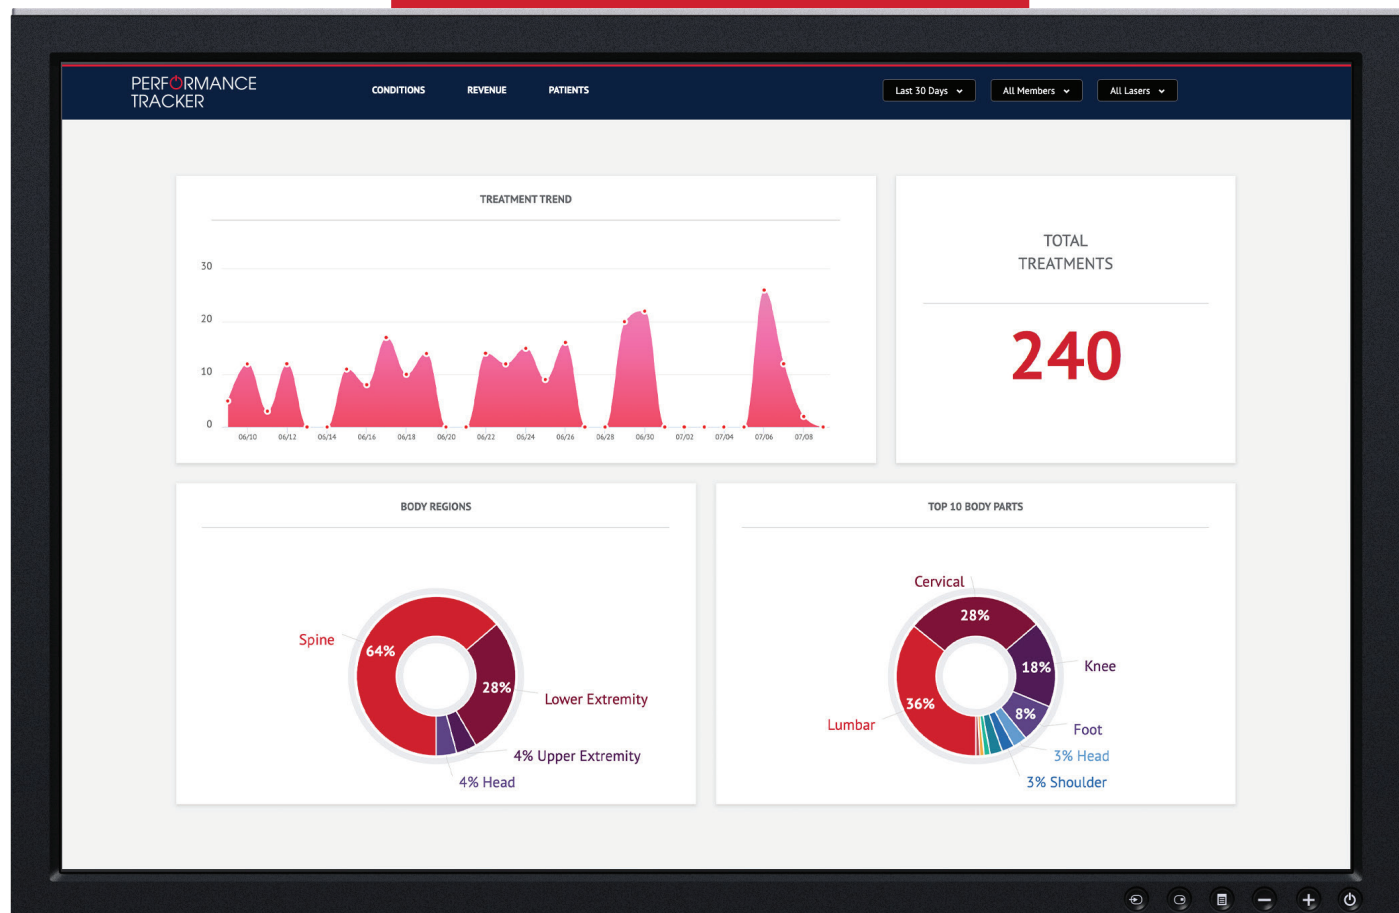 PERFORMANCE
TRACKER
CONDITIONS
REVENUE
PATIENTS
Last 30 Days
All Members
All Lasers
TREATMENT TREND
30
20
10
0
06/10
06/12
06/14
06/16
06/18
06/20
06/22
06/24
06/26
06/28
06/30
07/02
07/04
07/06
07/08
TOTAL
TREATMENTS
240
BODY REGIONS
Spine
64%
28%
Lower Extremity
4% Upper Extremity
4% Head
TOP 10 BODY PARTS
Cervical
28%
18%
Knee
36%
8%
Lumbar
Foot
3% Head
3% Shoulder